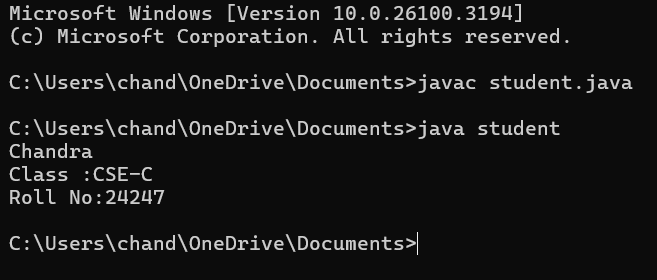 Microsoft Windows [Version 10.0.26100.3194]
(c) Microsoft Corporation. All rights reserved.
C:\Users\chand\OneDrive\Documents>javac student.java
C:\Users\chand\OneDrive\Documents>java student
Chandra
Class :CSE-C
Roll No:24247
C:\Users\chand\OneDrive\Documents>